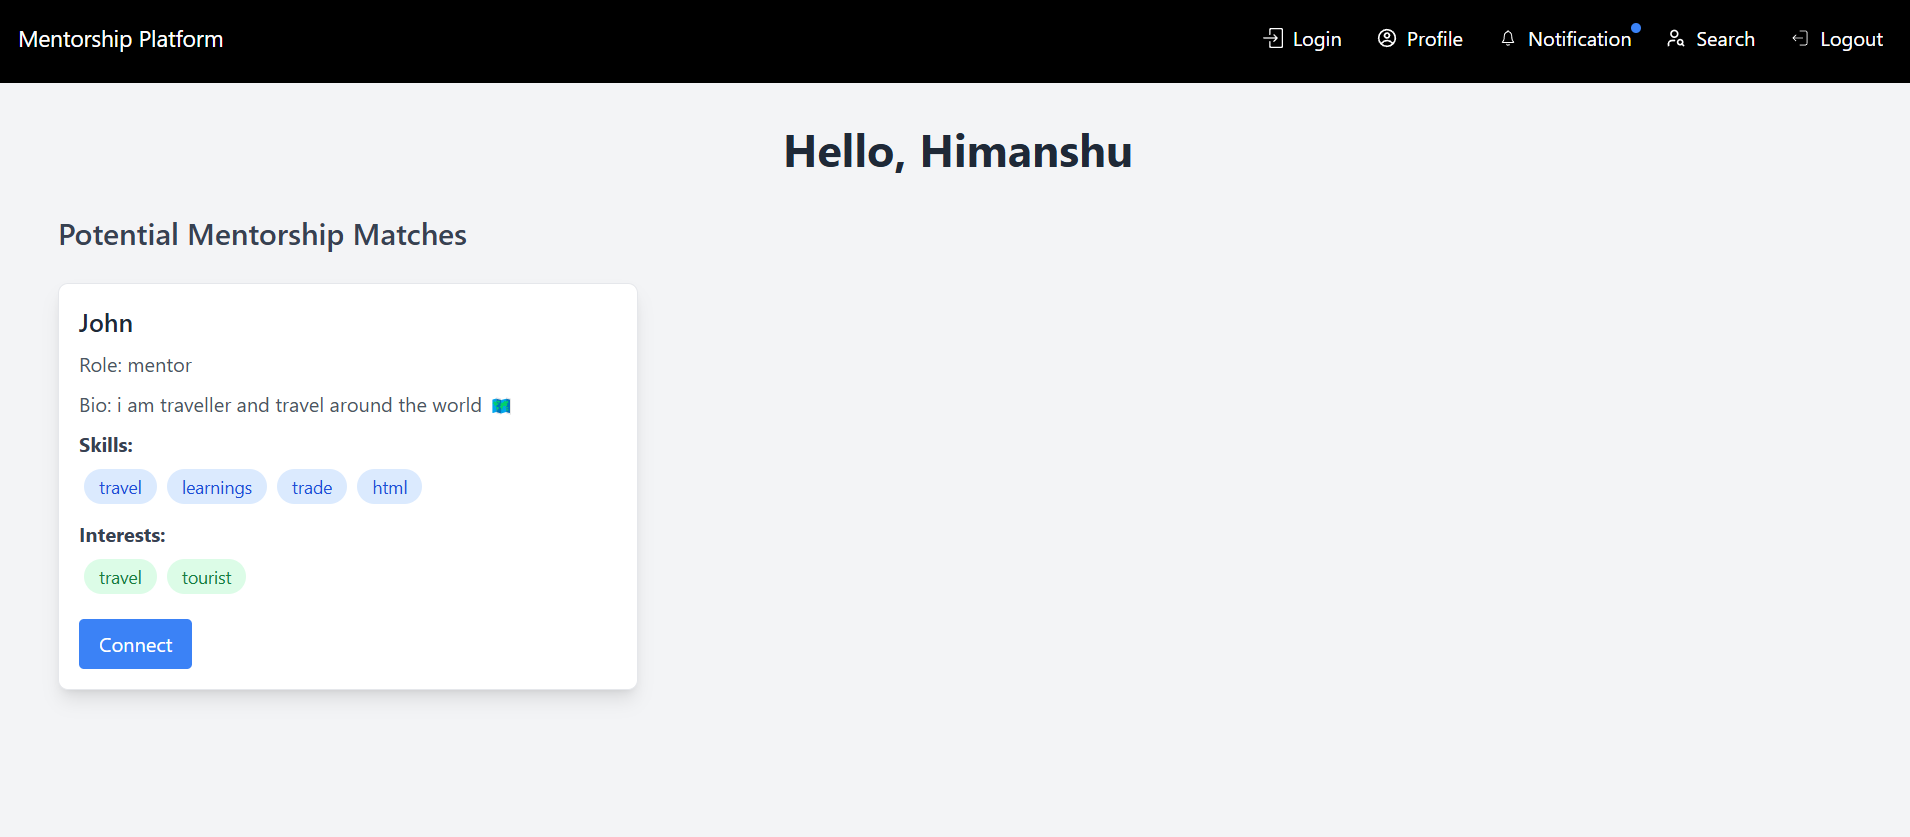 Mentorship Platform Login Profile Notification Search Logout
Hello, Himanshu
Potential Mentorship Matches
John
Role: mentor
Bio: i am traveller and travel around the world 🗺️
Skills:
travel learnings trade html
Interests:
travel tourist
Connect